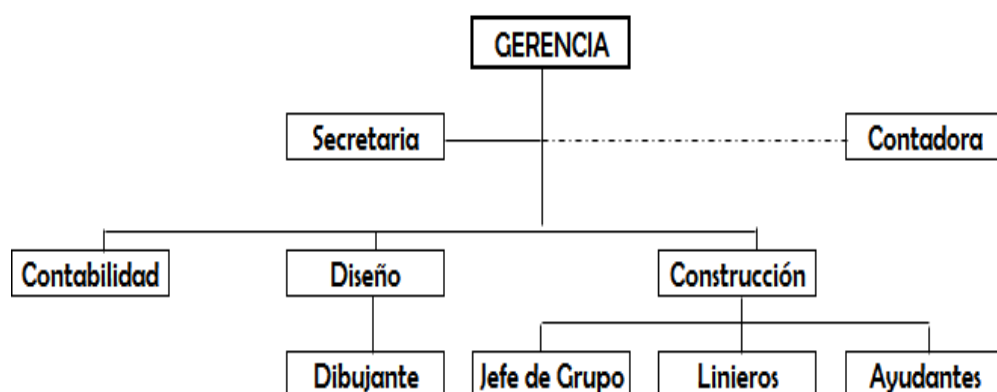 GERENCIA
Secretaria
Contadora
Contabilidad
Diseño
Construcción
Dibujante
Jefe de Grupo
Linieros
Ayudantes